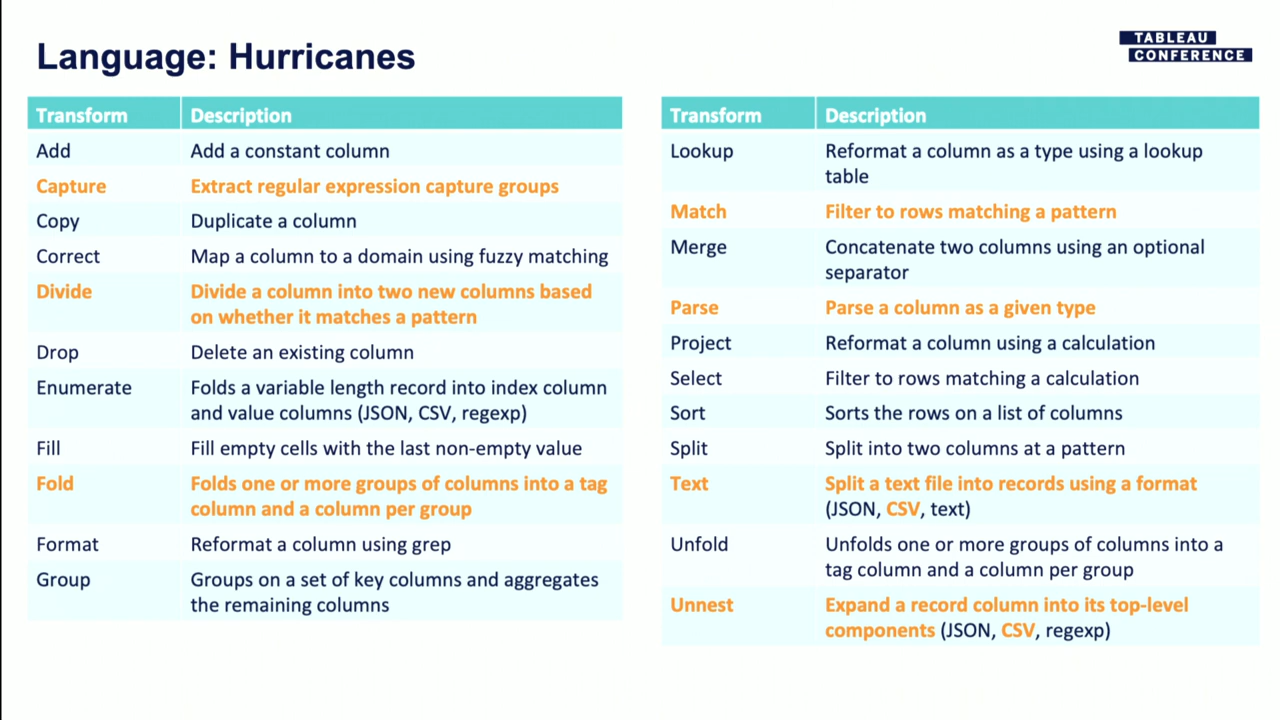 Language: Hurricanes
TABLEAU
CONFERENCE
Transform Description
Add Add a constant column
Capture Extract regular expression capture groups
Copy Duplicate a column
Correct Map a column to a domain using fuzzy matching
Divide Divide a column into two new columns based
on whether it matches a pattern
Drop Delete an existing column
Enumerate Folds a variable length record into index column
and value columns (JSON, CSV, regexp)
Fill Fill empty cells with the last non-empty value
Fold Folds one or more groups of columns into a tag
column and a column per group
Format Reformat a column using grep
Group Groups on a set of key columns and aggregates
the remaining columns
Transform Description
Lookup Reformat a column as a type using a lookup
table
Match Filter to rows matching a pattern
Merge Concatenate two columns using an optional
separator
Parse Parse a column as a given type
Project Reformat a column using a calculation
Select Filter to rows matching a calculation
Sort Sorts the rows on a list of columns
Split Split into two columns at a pattern
Text Split a text file into records using a format
(JSON, CSV, text)
Unfold Unfolds one or more groups of columns into a
tag column and a column per group
Unnest Expand a record column into its top-level
components (JSON, CSV, regexp)